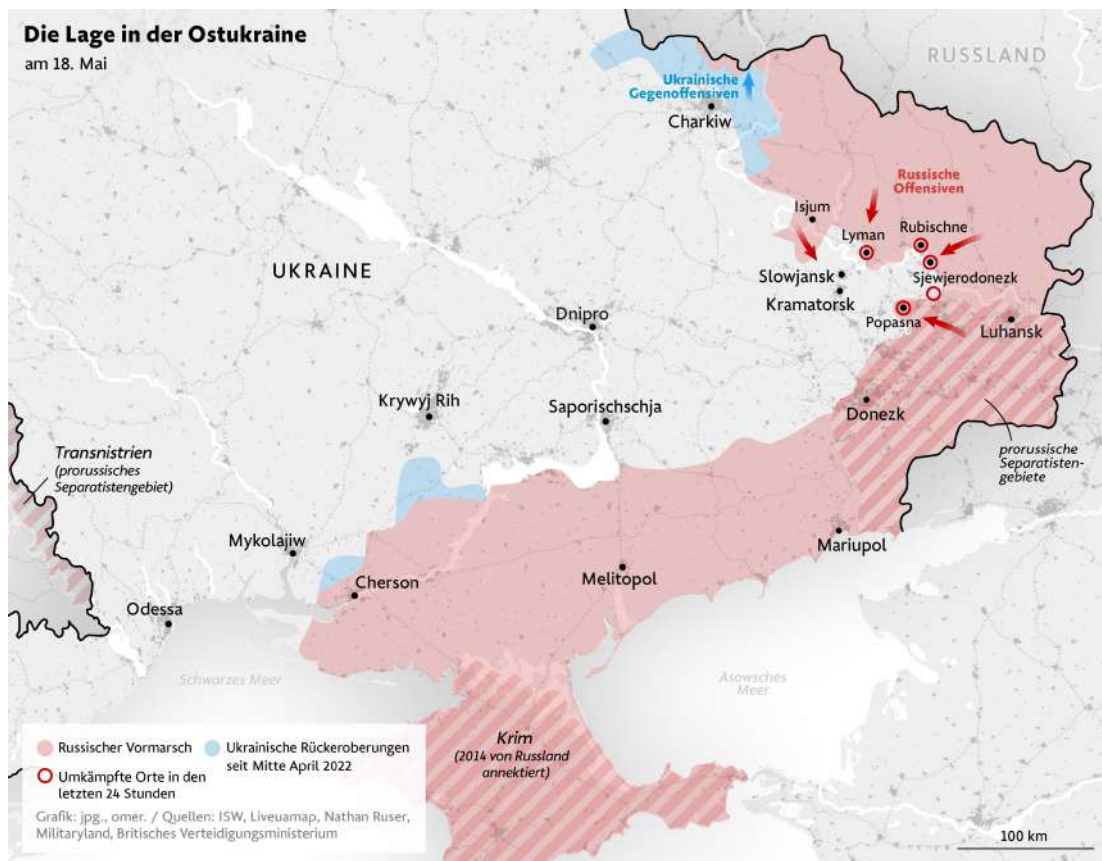 Die Lage in der Ostukraine
am 18. Mai
RUSSLAND
Ukrainische
Gegenoffensiven
Charkiw
Russische
Offensiven
Isjum
Lyman
Rubischne
UKRAINE
Slowjansk
Sjewjerodonezk
Kramatorsk
Dnipro
Popasna
Luhansk
Krywyj Rih
Saporischschja
Donezk
Transnistrien
(prorussisches
Separatistengebiet)
prorussische
Separatisten-
gebiete
Mykolajiw
Mariupol
Cherson
Melitopol
Odessa
Schwarzes Meer
Asowsches
Meer
Krim
(2014 von Russland
annektiert)
Russischer Vormarsch
Ukrainische Rückeroberungen
seit Mitte April 2022
Umkämpfte Orte in den
letzten 24 Stunden
Grafik: jpg., omer. / Quellen: ISW, Liveuamap, Nathan Ruser,
Militaryland, Britisches Verteidigungsministerium
100 km